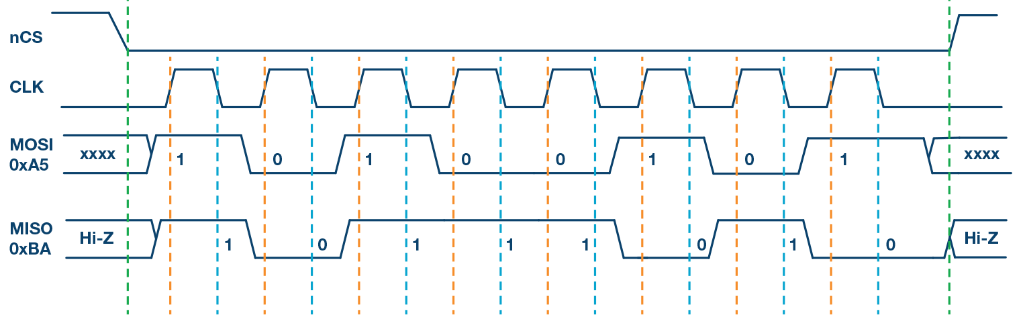 nCS
CLK
MOSI
0xA5
xxxx 1 0 1 0 0 1 0 1 xxxx
MISO
0xBA
Hi-Z 1 0 1 1 1 0 1 0 Hi-Z